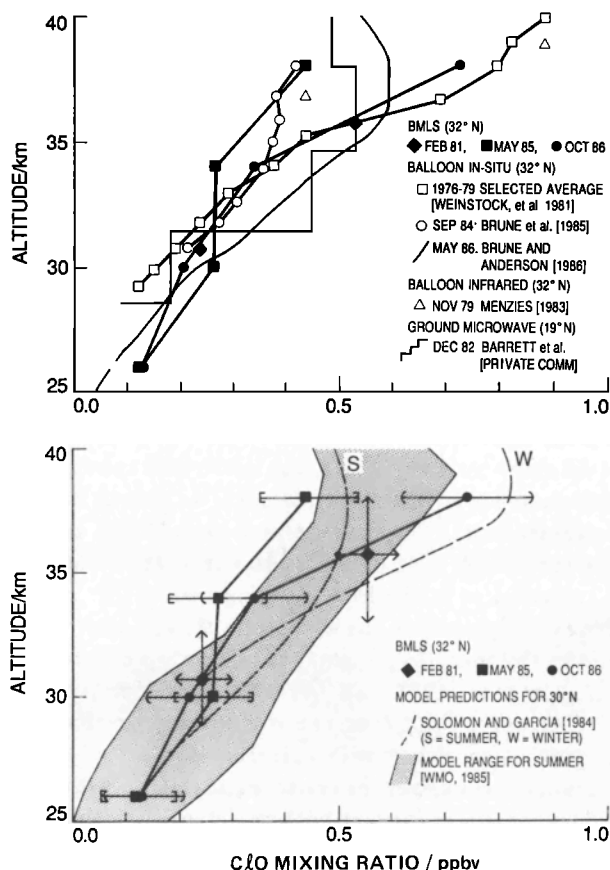 40
35
30
25
ALTITUDE/km
BMLS (32° N)
FEB 81, MAY 85, OCT 86
BALLOON IN-SITU (32° N)
1976-79 SELECTED AVERAGE
[WEINSTOCK, et al 1981]
SEP 84· BRUNE et al. [1985]
MAY 86. BRUNE AND
ANDERSON [1986]
BALLOON INFRARED (32° N)
NOV 79 MENZIES [1983]
GROUND MICROWAVE (19°N)
DEC 82 BARRETT et al.
[PRIVATE COMM]
0.0 0.5 1.0
40
35
30
25
ALTITUDE/km
S
W
BMLS (32° N)
FEB 81, MAY 85, OCT 86
MODEL PREDICTIONS FOR 30°N
SOLOMON AND GARCIA [1984]
(S = SUMMER, W = WINTER)
MODEL RANGE FOR SUMMER
[WMO, 1985]
0.0 0.5 1.0
CℓO MIXING RATIO / ppbv